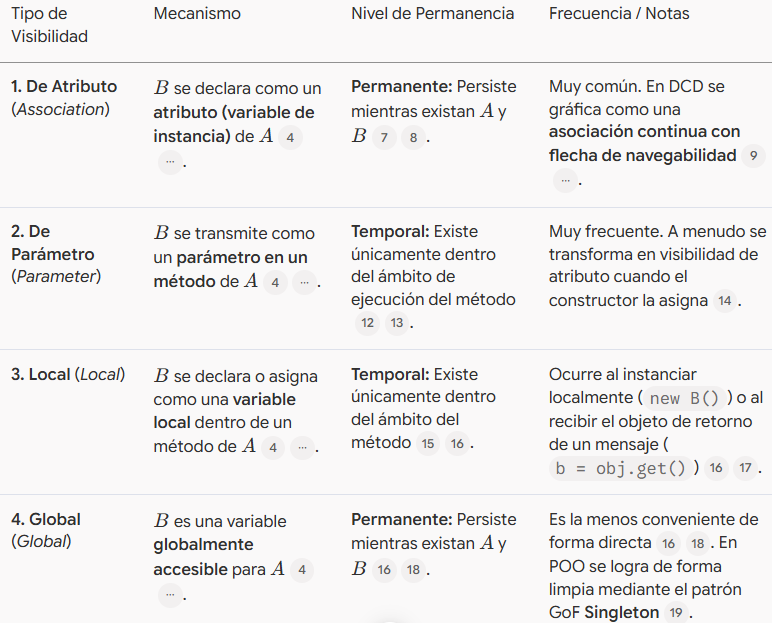 Tipo de
Visibilidad
Mecanismo
Nivel de Permanencia
Frecuencia / Notas
1. De Atributo
(Association)
B se declara como un
atributo (variable de
instancia) de A 4
... .
Permanente: Persiste
mientras existan A y
B 7 8 .
Muy común. En DCD se
gráfica como una
asociación continua con
flecha de navegabilidad 9
... .
2. De
Parámetro
(Parameter)
B se transmite como
un parámetro en un
método de A 4 ... .
Temporal: Existe
únicamente dentro
del ámbito de
ejecución del método
12 13 .
Muy frecuente. A menudo se
transforma en visibilidad de
atributo cuando el
constructor la asigna 14 .
3. Local (Local)
B se declara o asigna
como una variable
local dentro de un
método de A 4 ... .
Temporal: Existe
únicamente dentro
del ámbito del
método 15 16 .
Ocurre al instanciar
localmente ( new B() ) o al
recibir el objeto de retorno
de un mensaje (
b = obj.get() ) 16 17 .
4. Global
(Global)
B es una variable
globalmente
accesible para A 4
... .
Permanente: Persiste
mientras existan A y
B 16 18 .
Es la menos conveniente de
forma directa 16 18 . En
POO se logra de forma
limpia mediante el patrón
GoF Singleton 19 .